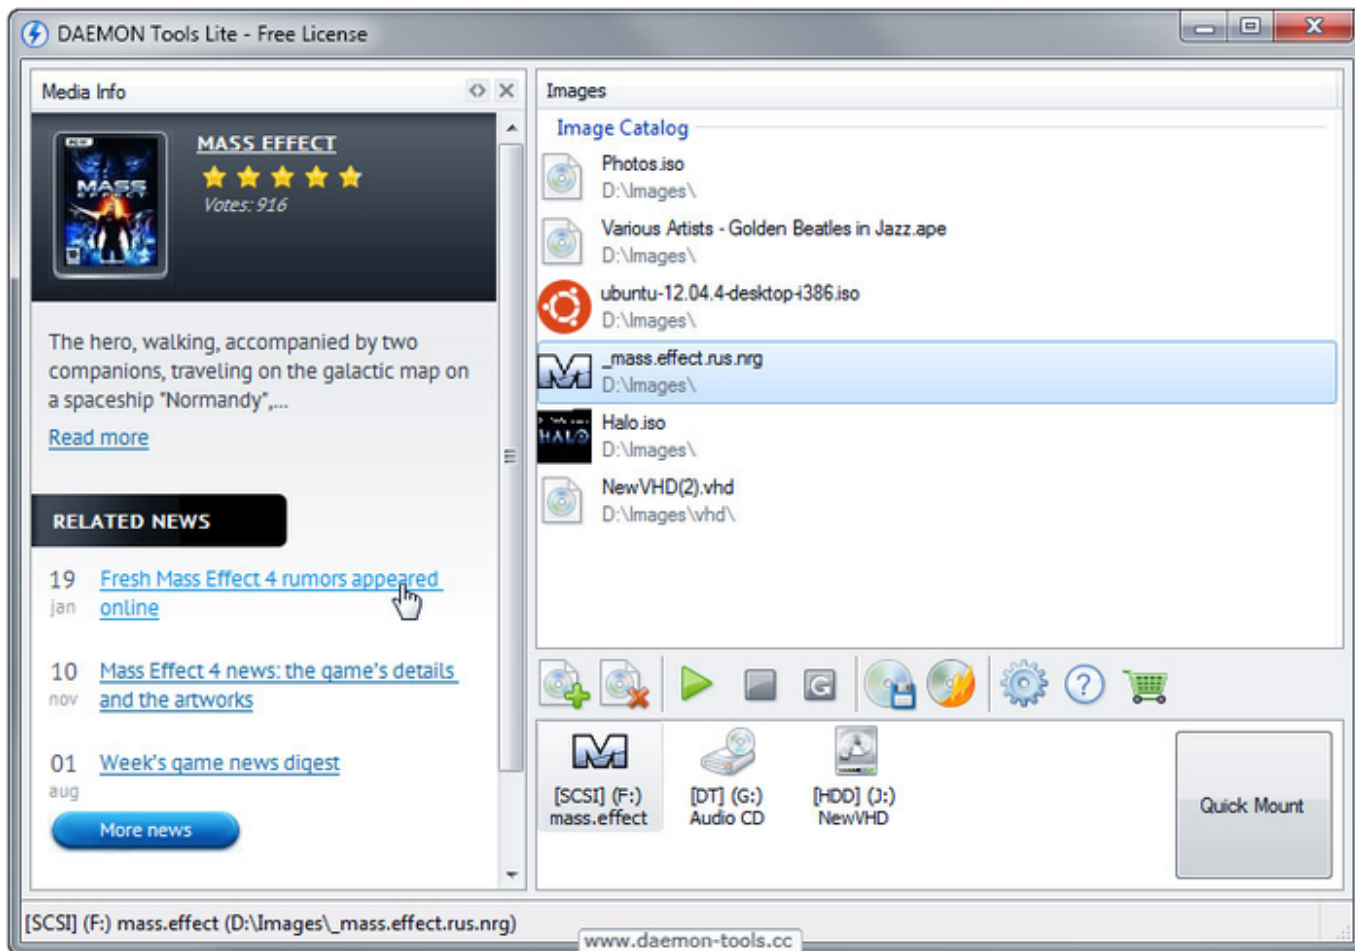 DAEMON Tools Lite - Free License
Media Info
MASS EFFECT
Votes: 916
MASS
The hero, walking, accompanied by two
companions, traveling on the galactic map on
a spaceship "Normandy",...
Read more
RELATED NEWS
19
jan
Fresh Mass Effect 4 rumors appeared
online
10
nov
Mass Effect 4 news: the game's details
and the artworks
01
aug
Week's game news digest
More news
Images
Image Catalog
Photos.iso
D:\Images\
Various Artists - Golden Beatles in Jazz.ape
D:\Images\
ubuntu-12.04.4-desktop-i386.iso
D:\Images\
_mass.effect.rus.nrg
D:\Images\
HALO
Halo.iso
D:\Images\
NewVHD(2).vhd
D:\Images\vhd\
G
?
[SCSI] (F:)
mass.effect
[DT] (G:)
Audio CD
[HDD] (J:)
NewVHD
Quick Mount
[SCSI] (F:) mass.effect (D:\Images\_mass.effect.rus.nrg)
www.daemon-tools.cc